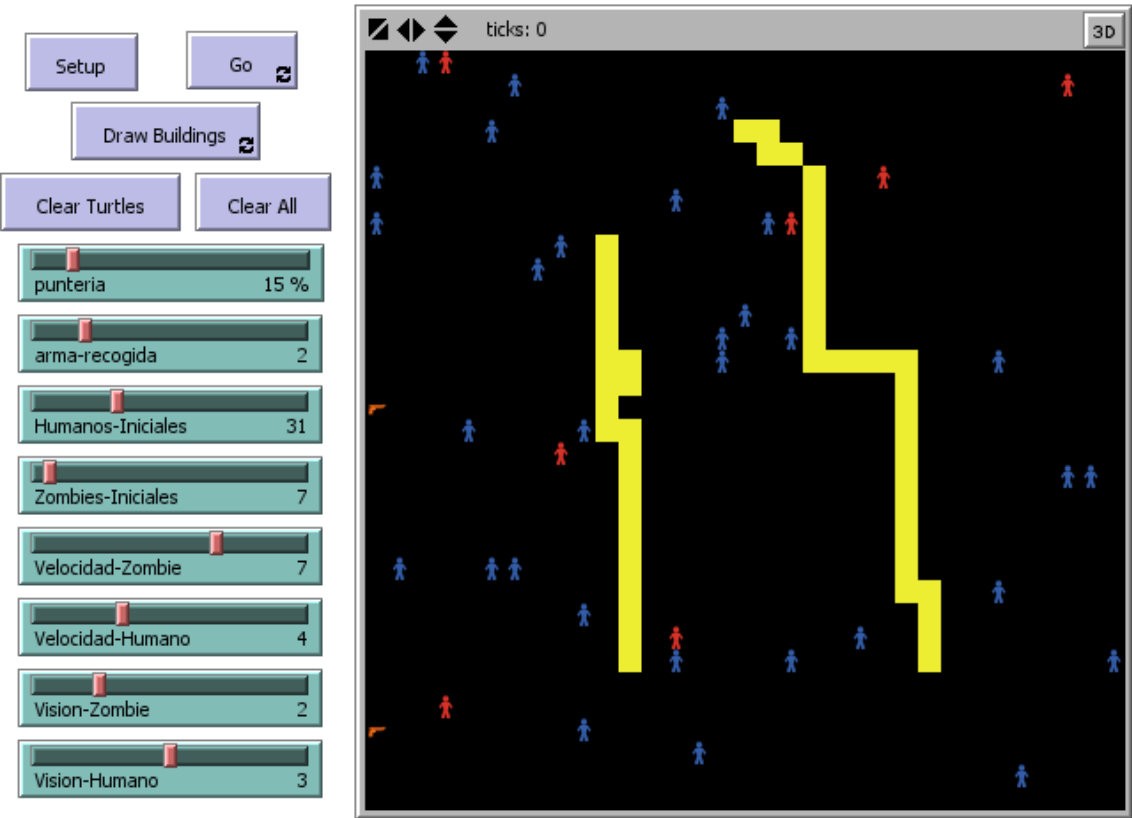 ticks: 0
3D
Setup
Go
Draw Buildings
Clear Turtles
Clear All
punteria 15 %
arma-recogida 2
Humanos-Iniciales 31
Zombies-Iniciales 7
Velocidad-Zombie 7
Velocidad-Humano 4
Vision-Zombie 2
Vision-Humano 3